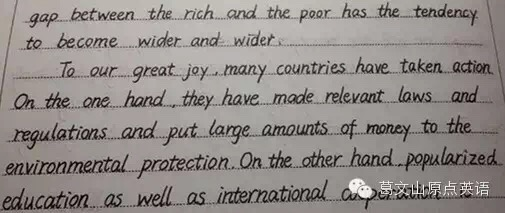 gap between the rich and the poor has the tendency
to become wider and wider.
To our great joy, many countries have taken action.
On the one hand, they have made relevant laws and
regulations and put large amounts of money to the
environmental protection. On the other hand, popularized
education as well as international cooperation
莫文山原点英语